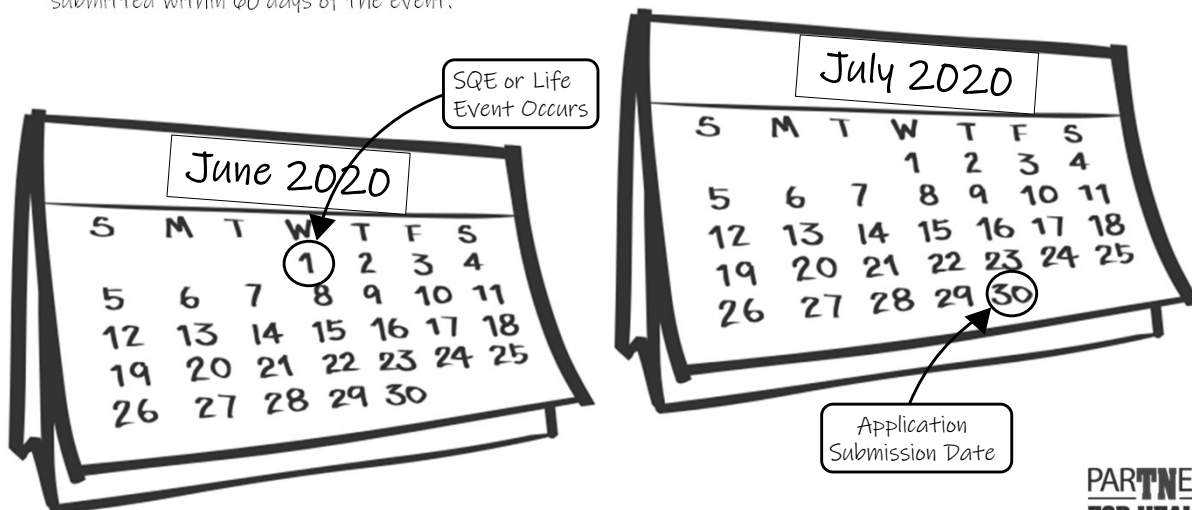 submitted within 60 days of the event.
SQE or Life
Event Occurs
June 2020
S M T W T F S
1 2 3 4
5 6 7 8 9 10 11
12 13 14 15 16 17 18
19 20 21 22 23 24 25
26 27 28 29 30
July 2020
S M T W T F S
1 2 3 4
5 6 7 8 9 10 11
12 13 14 15 16 17 18
19 20 21 22 23 24 25
26 27 28 29 30
Application
Submission Date
PARTNE